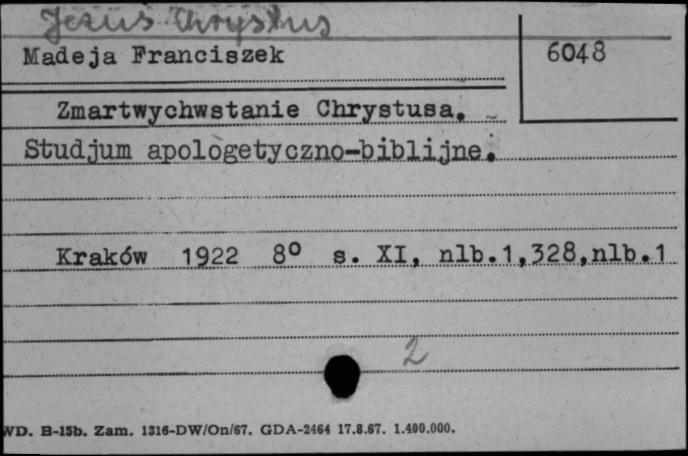 Jezus Chrystus
Madeja Franciszek
6048
Zmartwychwstanie Chrystusa.
Studjum apologetyczno-biblijne.
Kraków 1922 8° s. XI, nlb.1,328,nlb.1
2
WD. B-15b. Zam. 1316-DW/On/67. GDA-2464 17.8.67. 1.400.000.